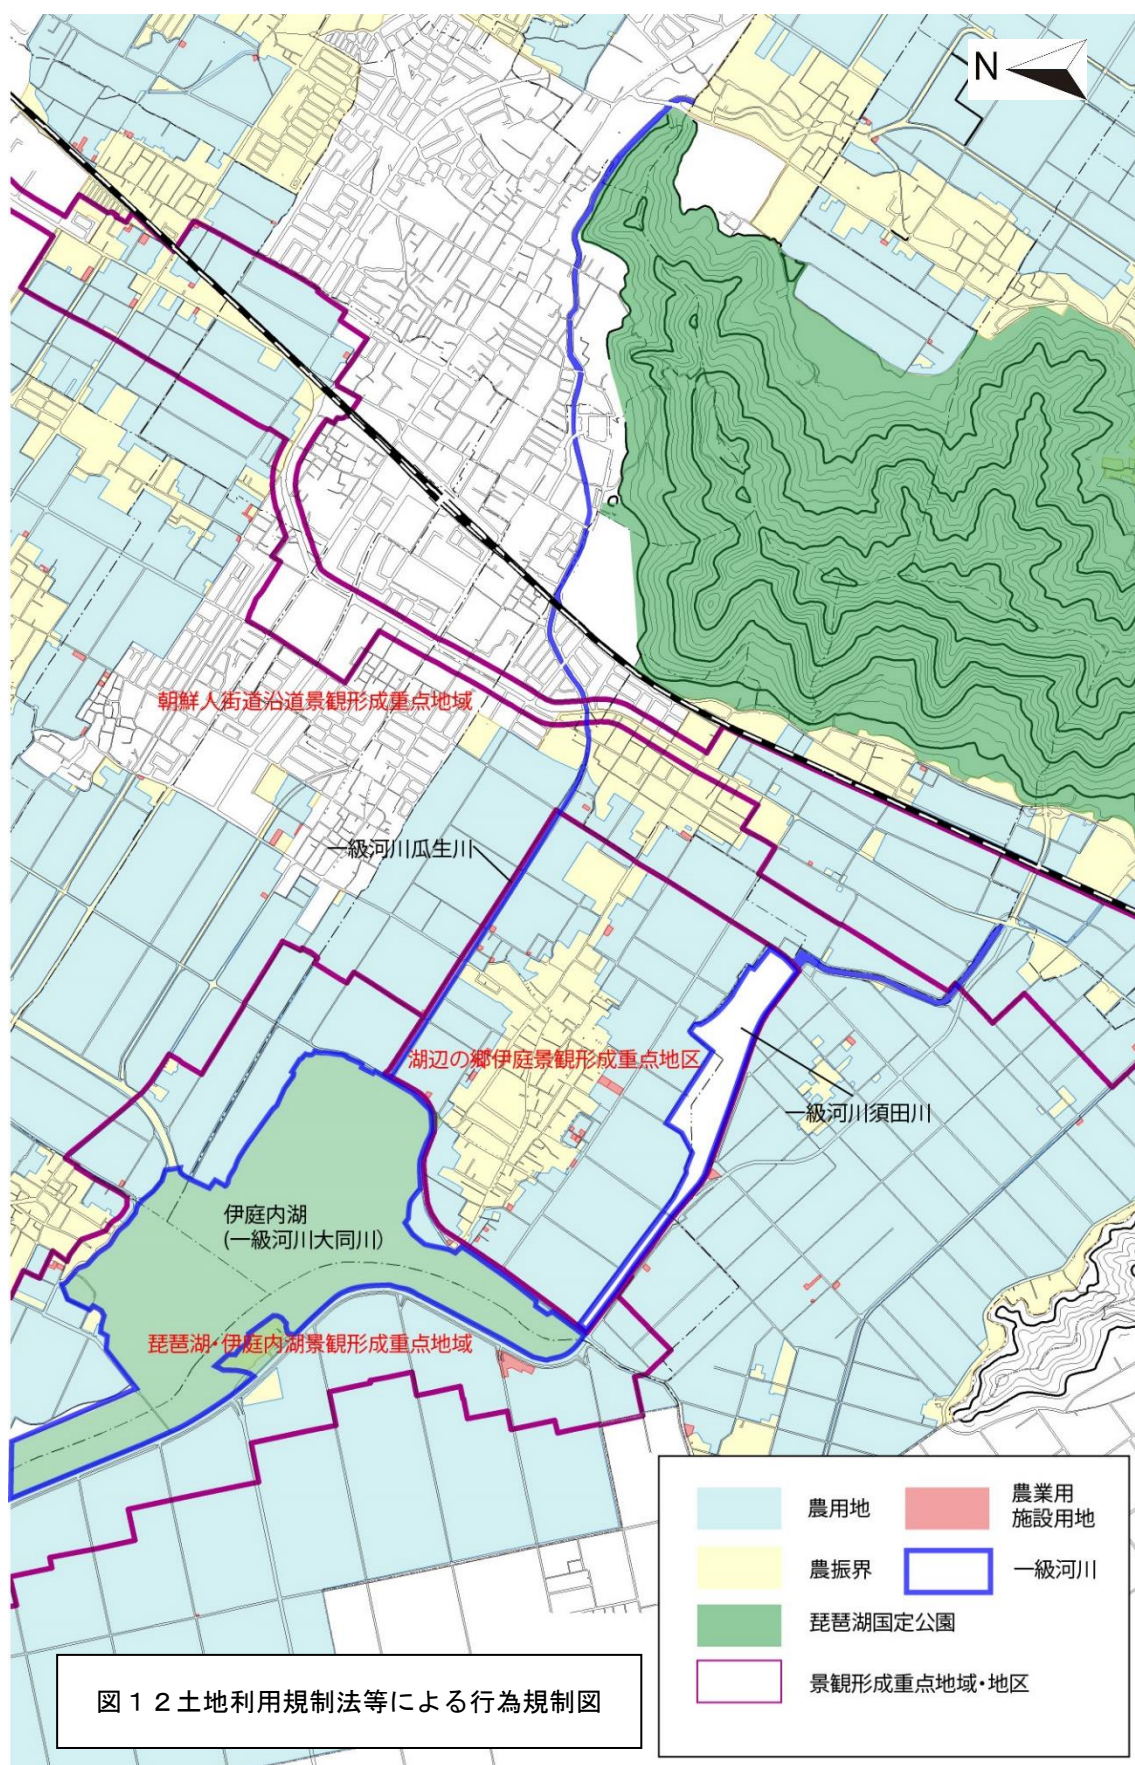 N
朝鮮人街道沿道景観形成重点地域
一級河川瓜生川
湖辺の郷伊庭景観形成重点地区
一級河川須田川
伊庭内湖
(一級河川大同川)
琵琶湖・伊庭内湖景観形成重点地域
農用地
農業用
施設用地
農振界
一級河川
琵琶湖国定公園
景観形成重点地域・地区
図12土地利用規制法等による行為規制図